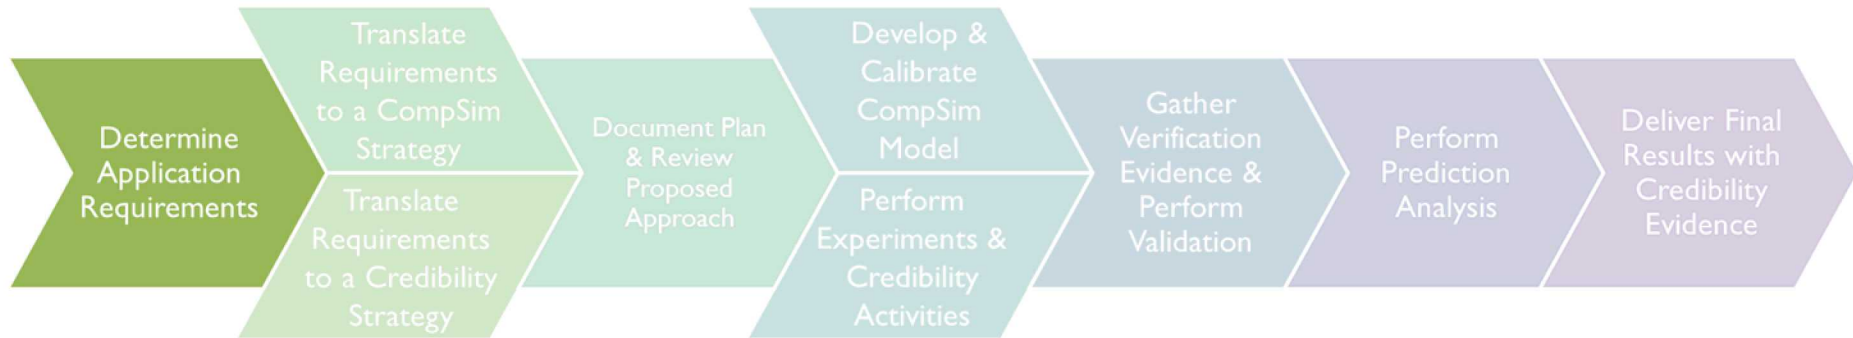 Determine
Application
Requirements
Translate
Requirements
to a CompSim
Strategy
Translate
Requirements
to a Credibility
Strategy
Document Plan
& Review
Proposed
Approach
Develop &
Calibrate
CompSim
Model
Perform
Experiments &
Credibility
Activities
Gather
Verification
Evidence &
Perform
Validation
Perform
Prediction
Analysis
Deliver Final
Results with
Credibility
Evidence